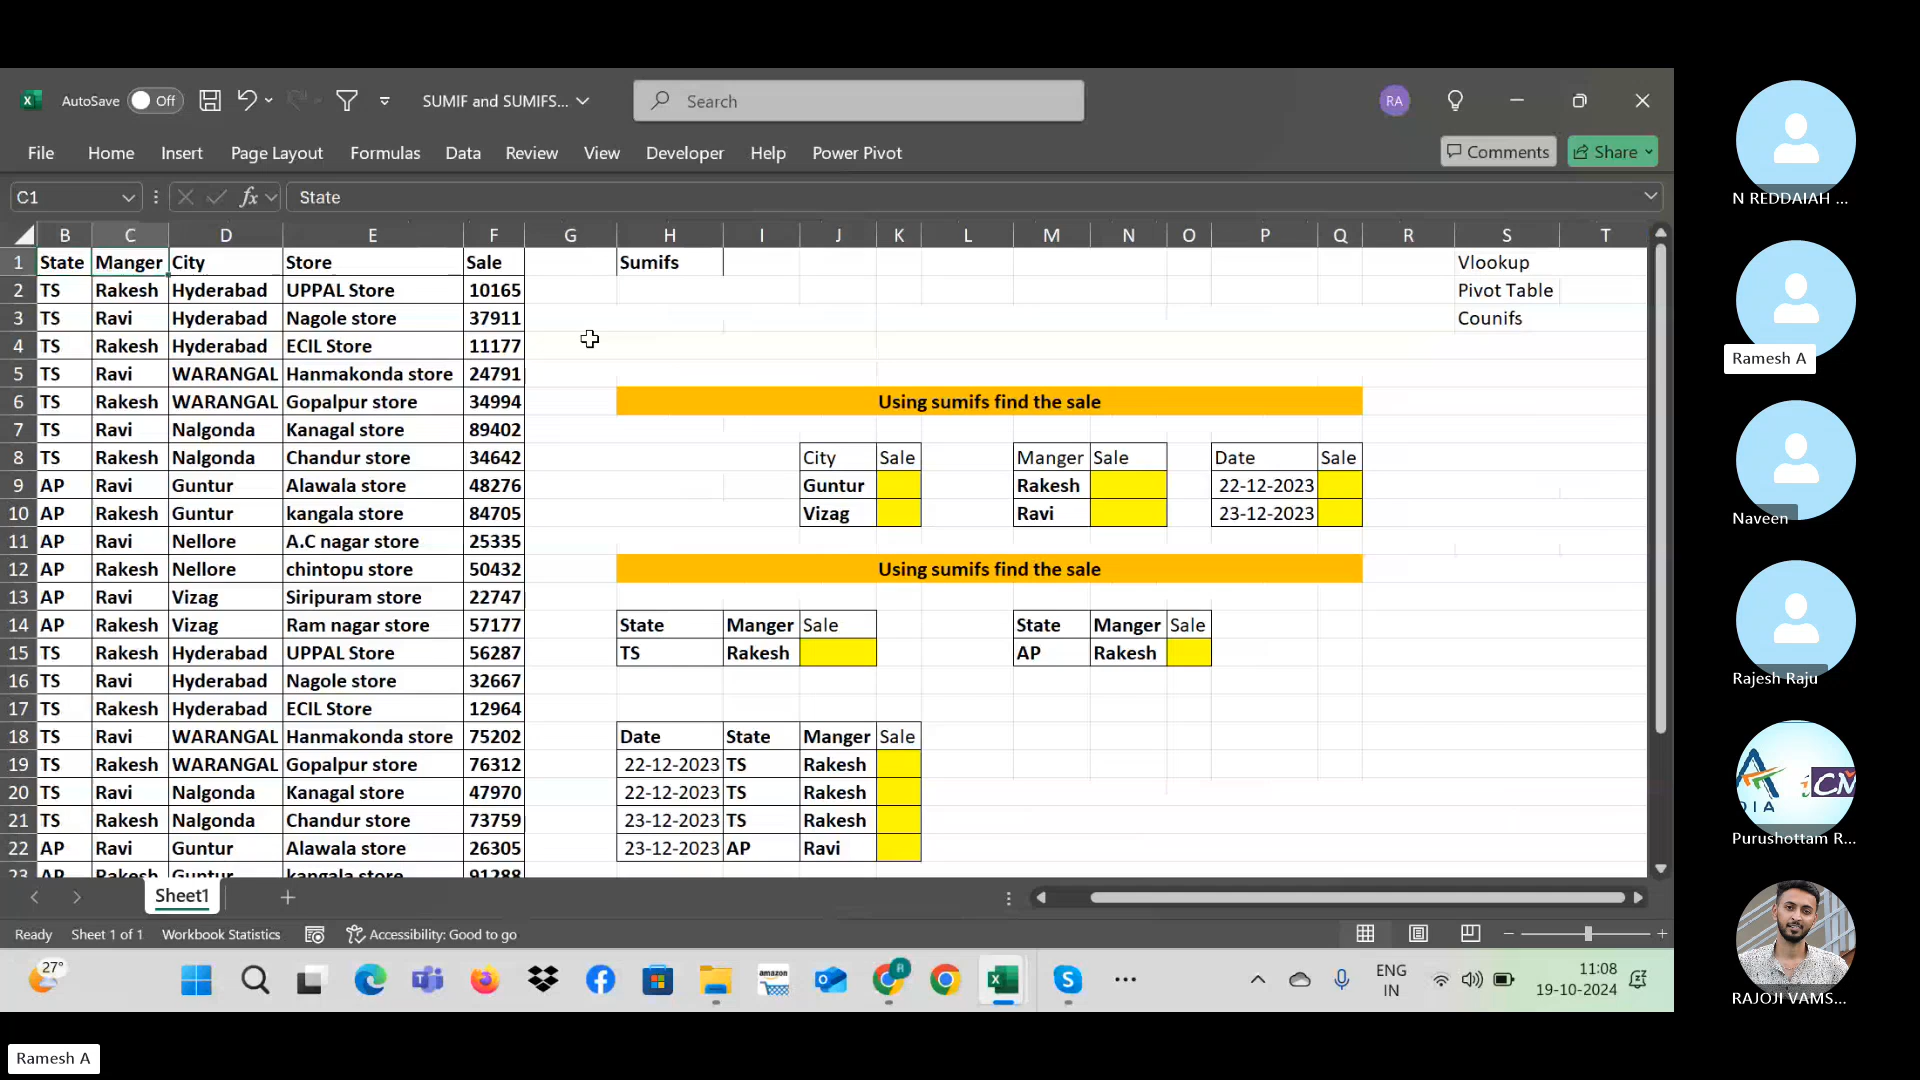 AutoSave Off SUMIF and SUMIFS... Search RA
File Home Insert Page Layout Formulas Data Review View Developer Help Power Pivot Comments Share
C1 fx State
B C D E F G H I J K L M N O P Q R S T
1 State Manger City Store Sale Sumifs Vlookup
2 TS Rakesh Hyderabad UPPAL Store 10165 Pivot Table
3 TS Ravi Hyderabad Nagole store 37911 Counifs
4 TS Rakesh Hyderabad ECIL Store 11177
5 TS Ravi WARANGAL Hanmakonda store 24791
6 TS Rakesh WARANGAL Gopalpur store 34994 Using sumifs find the sale
7 TS Ravi Nalgonda Kanagal store 89402
8 TS Rakesh Nalgonda Chandur store 34642 City Sale Manger Sale Date Sale
9 AP Ravi Guntur Alawala store 48276 Guntur Rakesh 22-12-2023
10 AP Rakesh Guntur kangala store 84705 Vizag Ravi 23-12-2023
11 AP Ravi Nellore A.C nagar store 25335
12 AP Rakesh Nellore chintopu store 50432 Using sumifs find the sale
13 AP Ravi Vizag Siripuram store 22747
14 AP Rakesh Vizag Ram nagar store 57177 State Manger Sale State Manger Sale
15 TS Rakesh Hyderabad UPPAL Store 56287 TS Rakesh AP Rakesh
16 TS Ravi Hyderabad Nagole store 32667
17 TS Rakesh Hyderabad ECIL Store 12964
18 TS Ravi WARANGAL Hanmakonda store 75202 Date State Manger Sale
19 TS Rakesh WARANGAL Gopalpur store 76312 22-12-2023 TS Rakesh
20 TS Ravi Nalgonda Kanagal store 47970 22-12-2023 TS Rakesh
21 TS Rakesh Nalgonda Chandur store 73759 23-12-2023 TS Rakesh
22 AP Ravi Guntur Alawala store 26305 23-12-2023 AP Ravi
23 AP Rakesh Guntur kangala store 91288
Sheet1
Ready Sheet 1 of 1 Workbook Statistics Accessibility: Good to go
27° amazon R ENG IN 11:08 19-10-2024
N REDDAIAH ...
Ramesh A
Naveen
Rajesh Raju
DIA iCM
Purushottam R...
RAJOJI VAMS...
Ramesh A